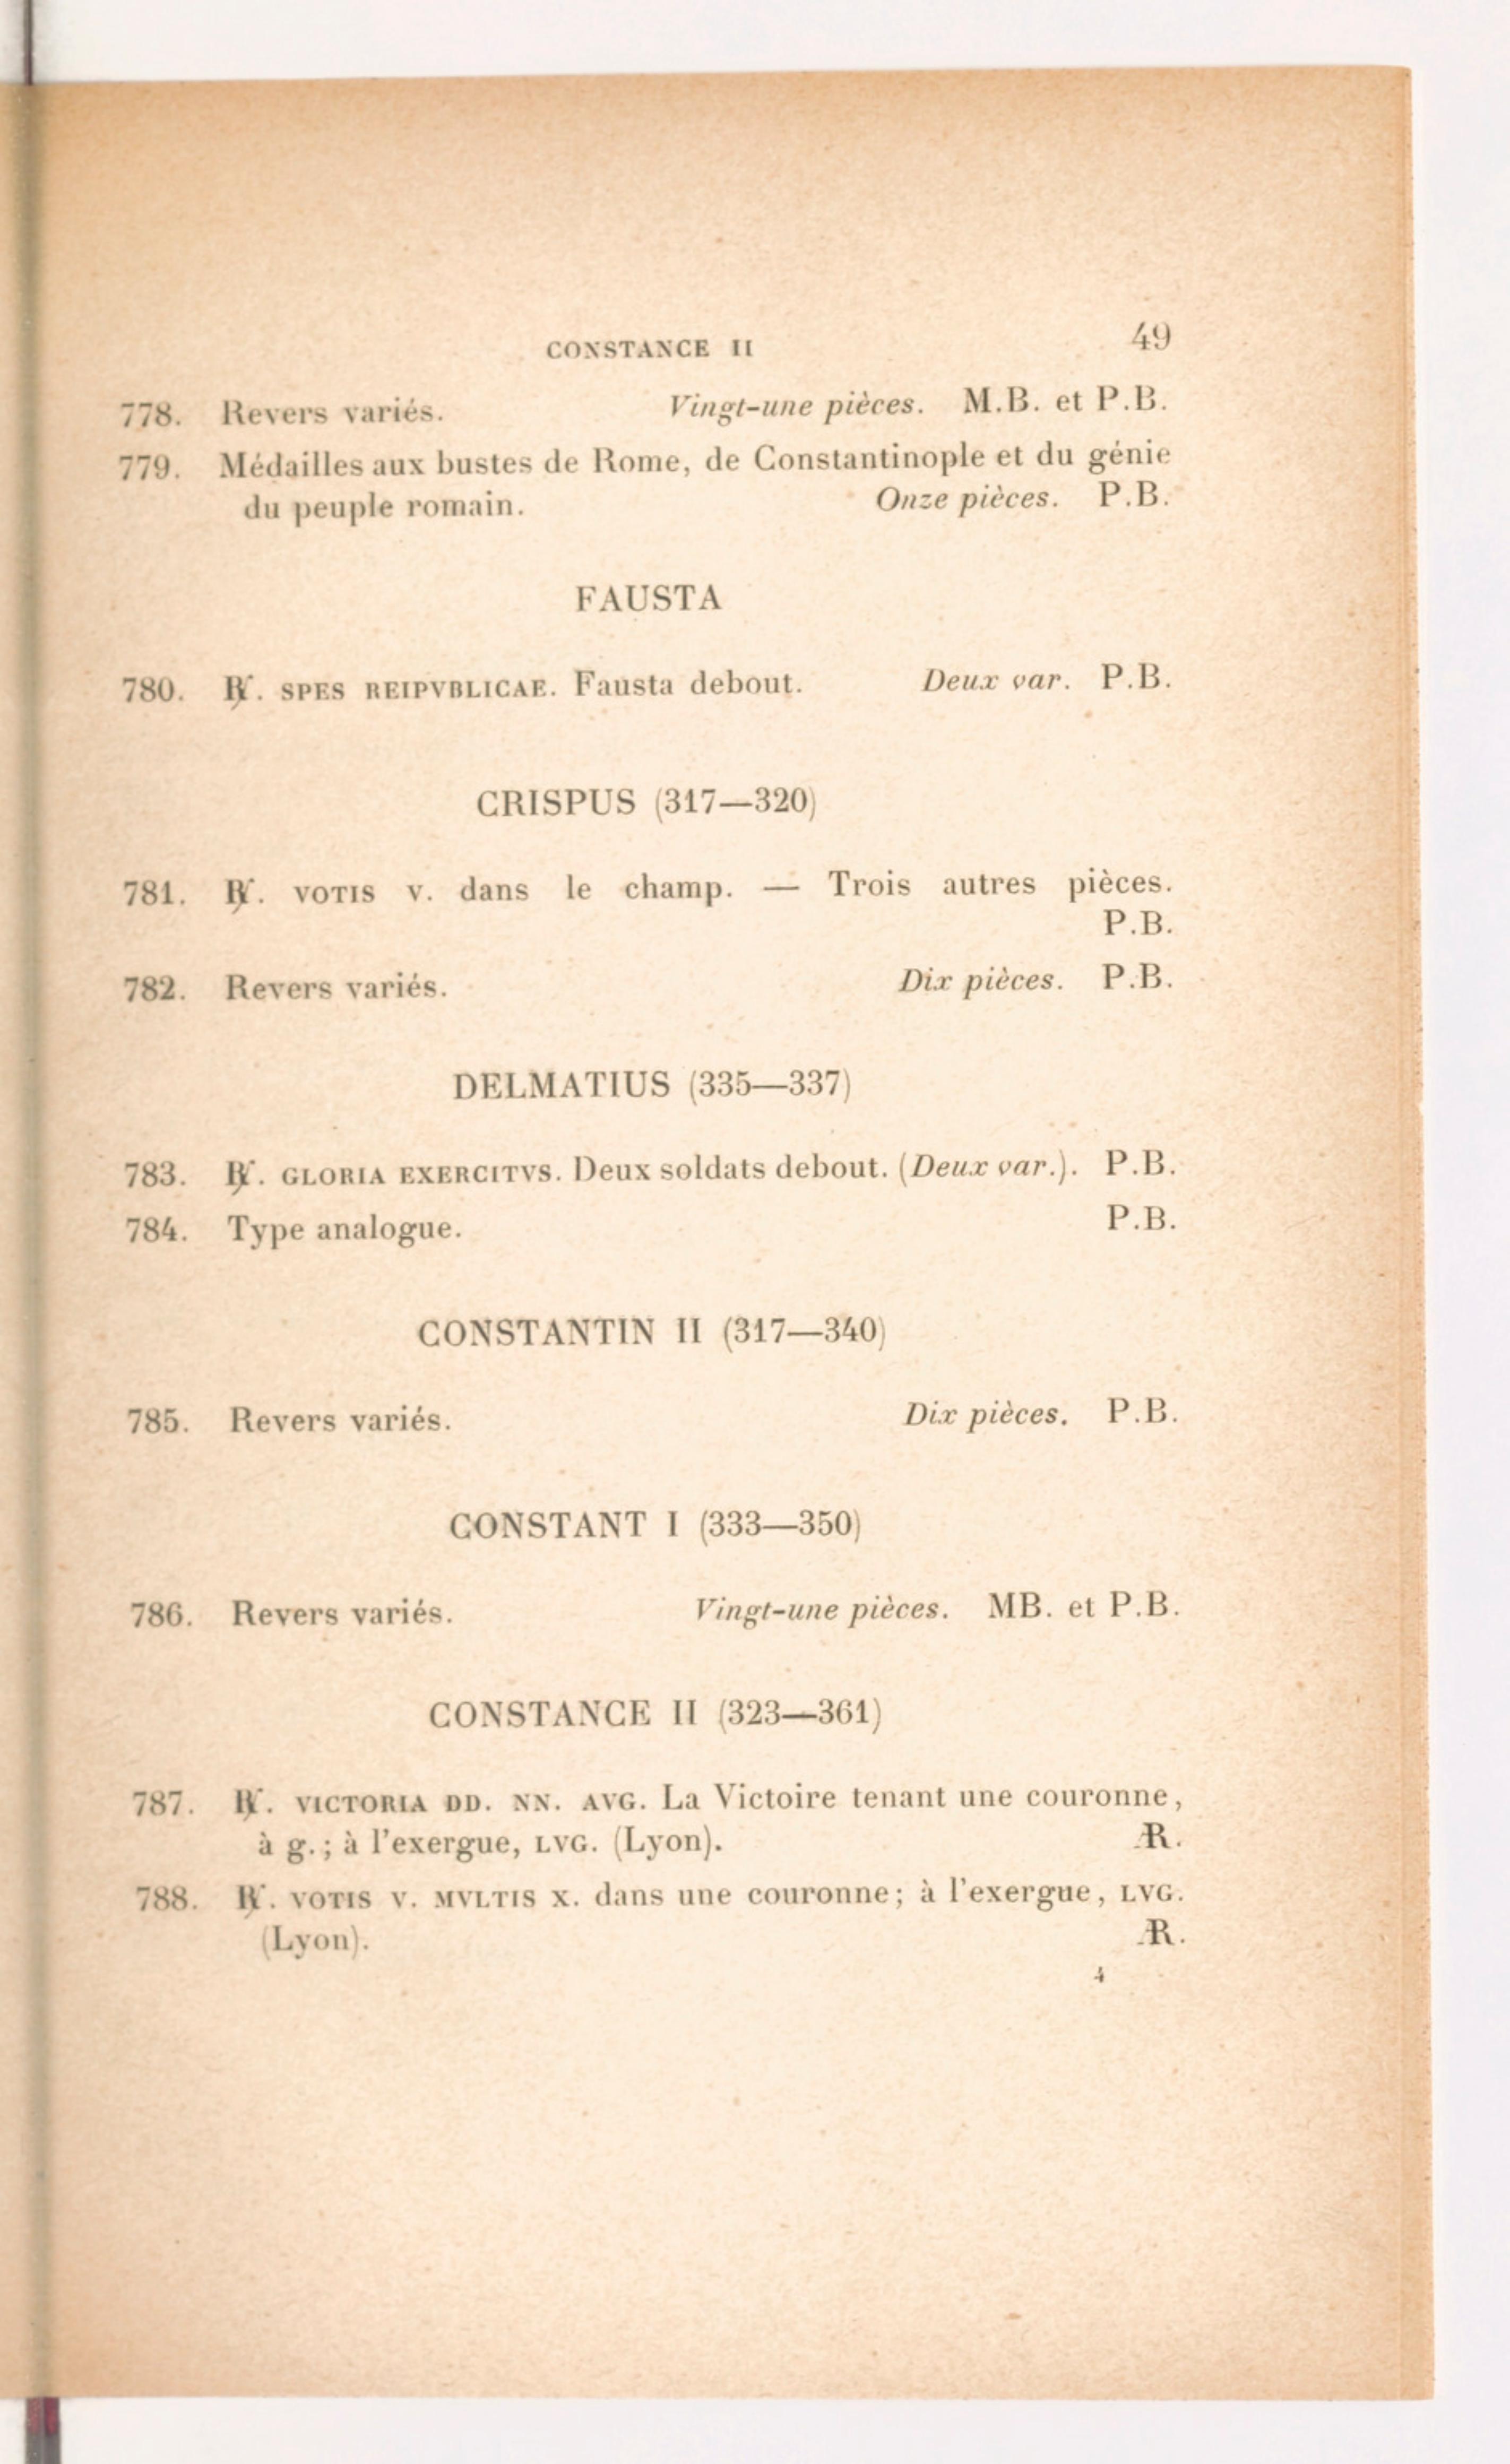 CONSTANCE II 49
778. Revers variés. Vingt-une pièces. M.B. et P.B.
779. Médailles aux bustes de Rome, de Constantinople et du génie
du peuple romain. Onze pièces. P.B.
FAUSTA
780. ℟. SPES REIPVBLICAE. Fausta debout. Deux var. P.B.
CRISPUS (317—320)
781. ℟. VOTIS V. dans le champ. — Trois autres pièces.
P.B.
782. Revers variés. Dix pièces. P.B.
DELMATIUS (335—337)
783. ℟. GLORIA EXERCITVS. Deux soldats debout. (Deux var.). P.B.
784. Type analogue. P.B.
CONSTANTIN II (317—340)
785. Revers variés. Dix pièces. P.B.
CONSTANT I (333—350)
786. Revers variés. Vingt-une pièces. MB. et P.B.
CONSTANCE II (323—361)
787. ℟. VICTORIA DD. NN. AVG. La Victoire tenant une couronne,
à g.; à l'exergue, LVG. (Lyon). Æ.
788. ℟. VOTIS V. MVLTIS X. dans une couronne; à l'exergue, LVG.
(Lyon). Æ.
4